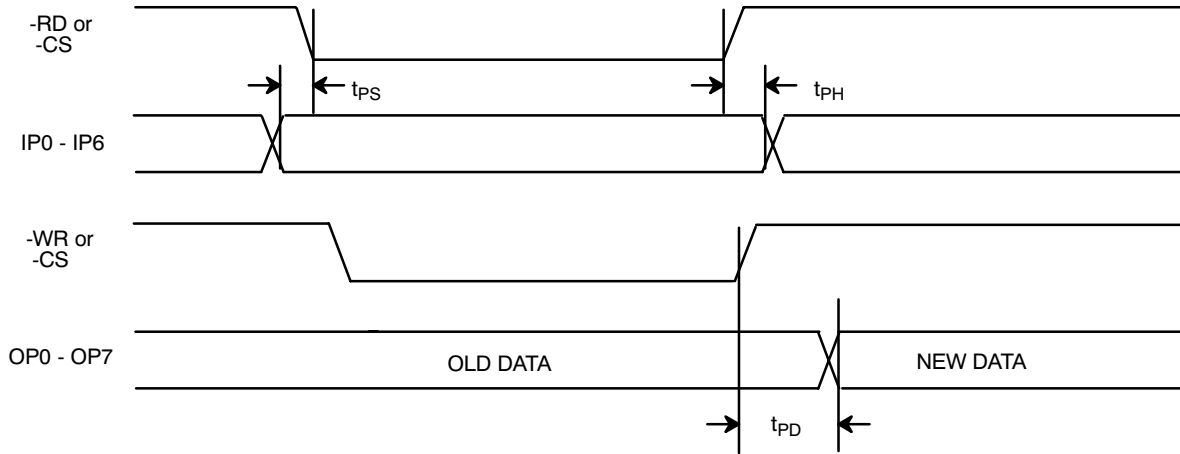 -RD or
-CS
tPS
tPH
IP0 - IP6
-WR or
-CS
OP0 - OP7
OLD DATA
NEW DATA
tPD